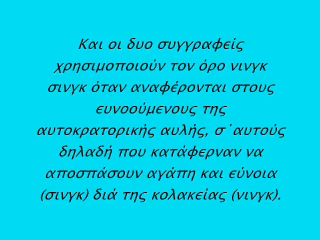 Και οι δυο συγγραφείς
χρησιμοποιούν τον όρο νινγκ
σινγκ όταν αναφέρονται στους
ευνοούμενους της
αυτοκρατορικής αυλής, σ᾿αυτούς
δηλαδή που κατάφερναν να
αποσπάσουν αγάπη και εύνοια
(σινγκ) διά της κολακείας (νινγκ).